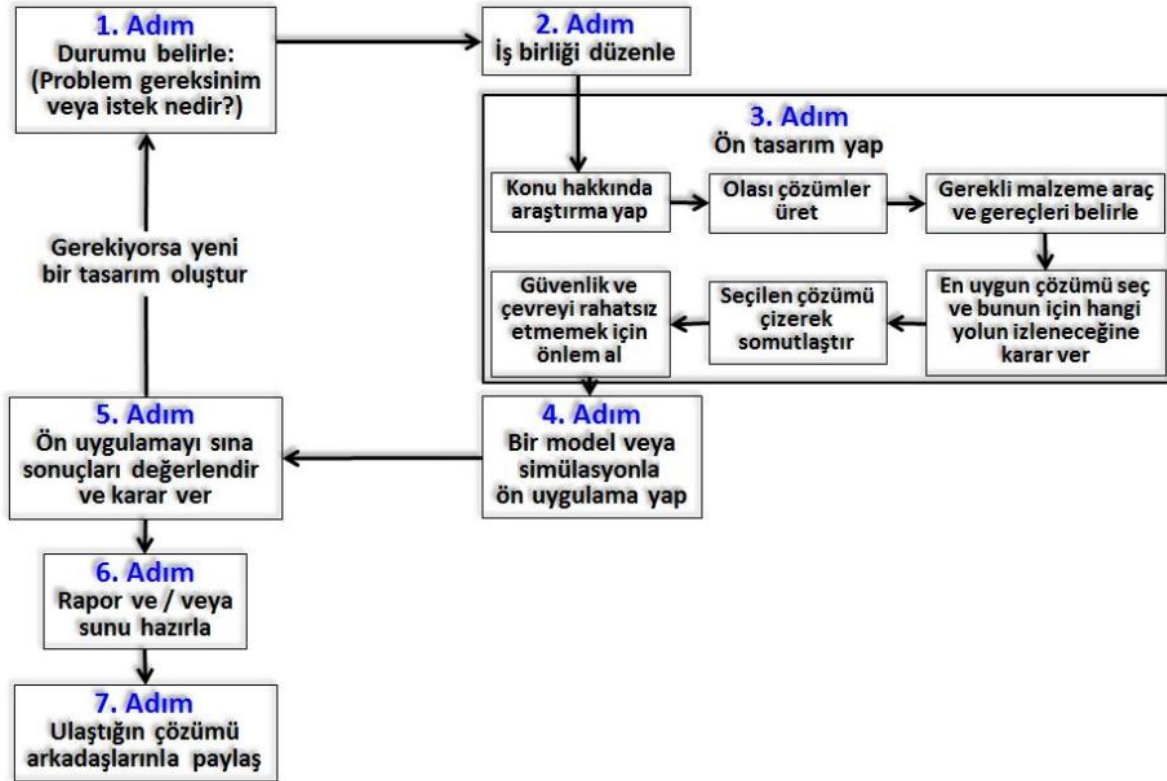 1. Adım
Durumu belirle:
(Problem gereksinim
veya istek nedir?)
2. Adım
İş birliği düzenle
3. Adım
Ön tasarım yap
Konu hakkında
araştırma yap
Olası çözümler
üret
Gerekli malzeme araç
ve gereçleri belirle
En uygun çözümü seç
ve bunun için hangi
yolun izleneceğine
karar ver
Seçilen çözümü
çizerek
somutlaştır
Güvenlik ve
çevreyi rahatsız
etmemek için
önlem al
4. Adım
Bir model veya
simülasyonla
ön uygulama yap
5. Adım
Ön uygulamayı sına
sonuçları değerlendir
ve karar ver
Gerekiyorsa yeni
bir tasarım oluştur
6. Adım
Rapor ve / veya
sunu hazırla
7. Adım
Ulaştığın çözümü
arkadaşlarınla paylaş